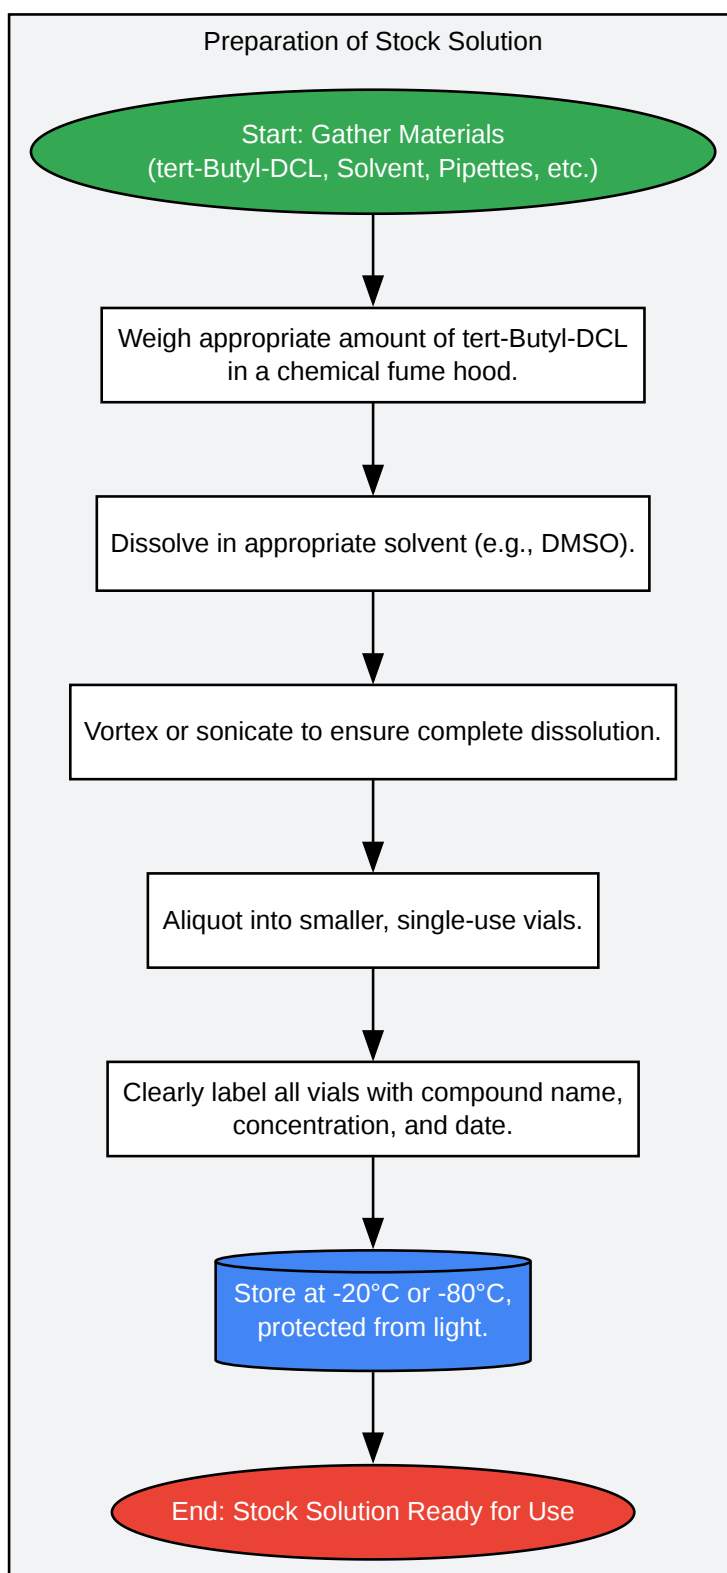 Preparation of Stock Solution
Start: Gather Materials
(tert-Butyl-DCL, Solvent, Pipettes, etc.)
Weigh appropriate amount of tert-Butyl-DCL
in a chemical fume hood.
Dissolve in appropriate solvent (e.g., DMSO).
Vortex or sonicate to ensure complete dissolution.
Aliquot into smaller, single-use vials.
Clearly label all vials with compound name,
concentration, and date.
Store at -20°C or -80°C,
protected from light.
End: Stock Solution Ready for Use